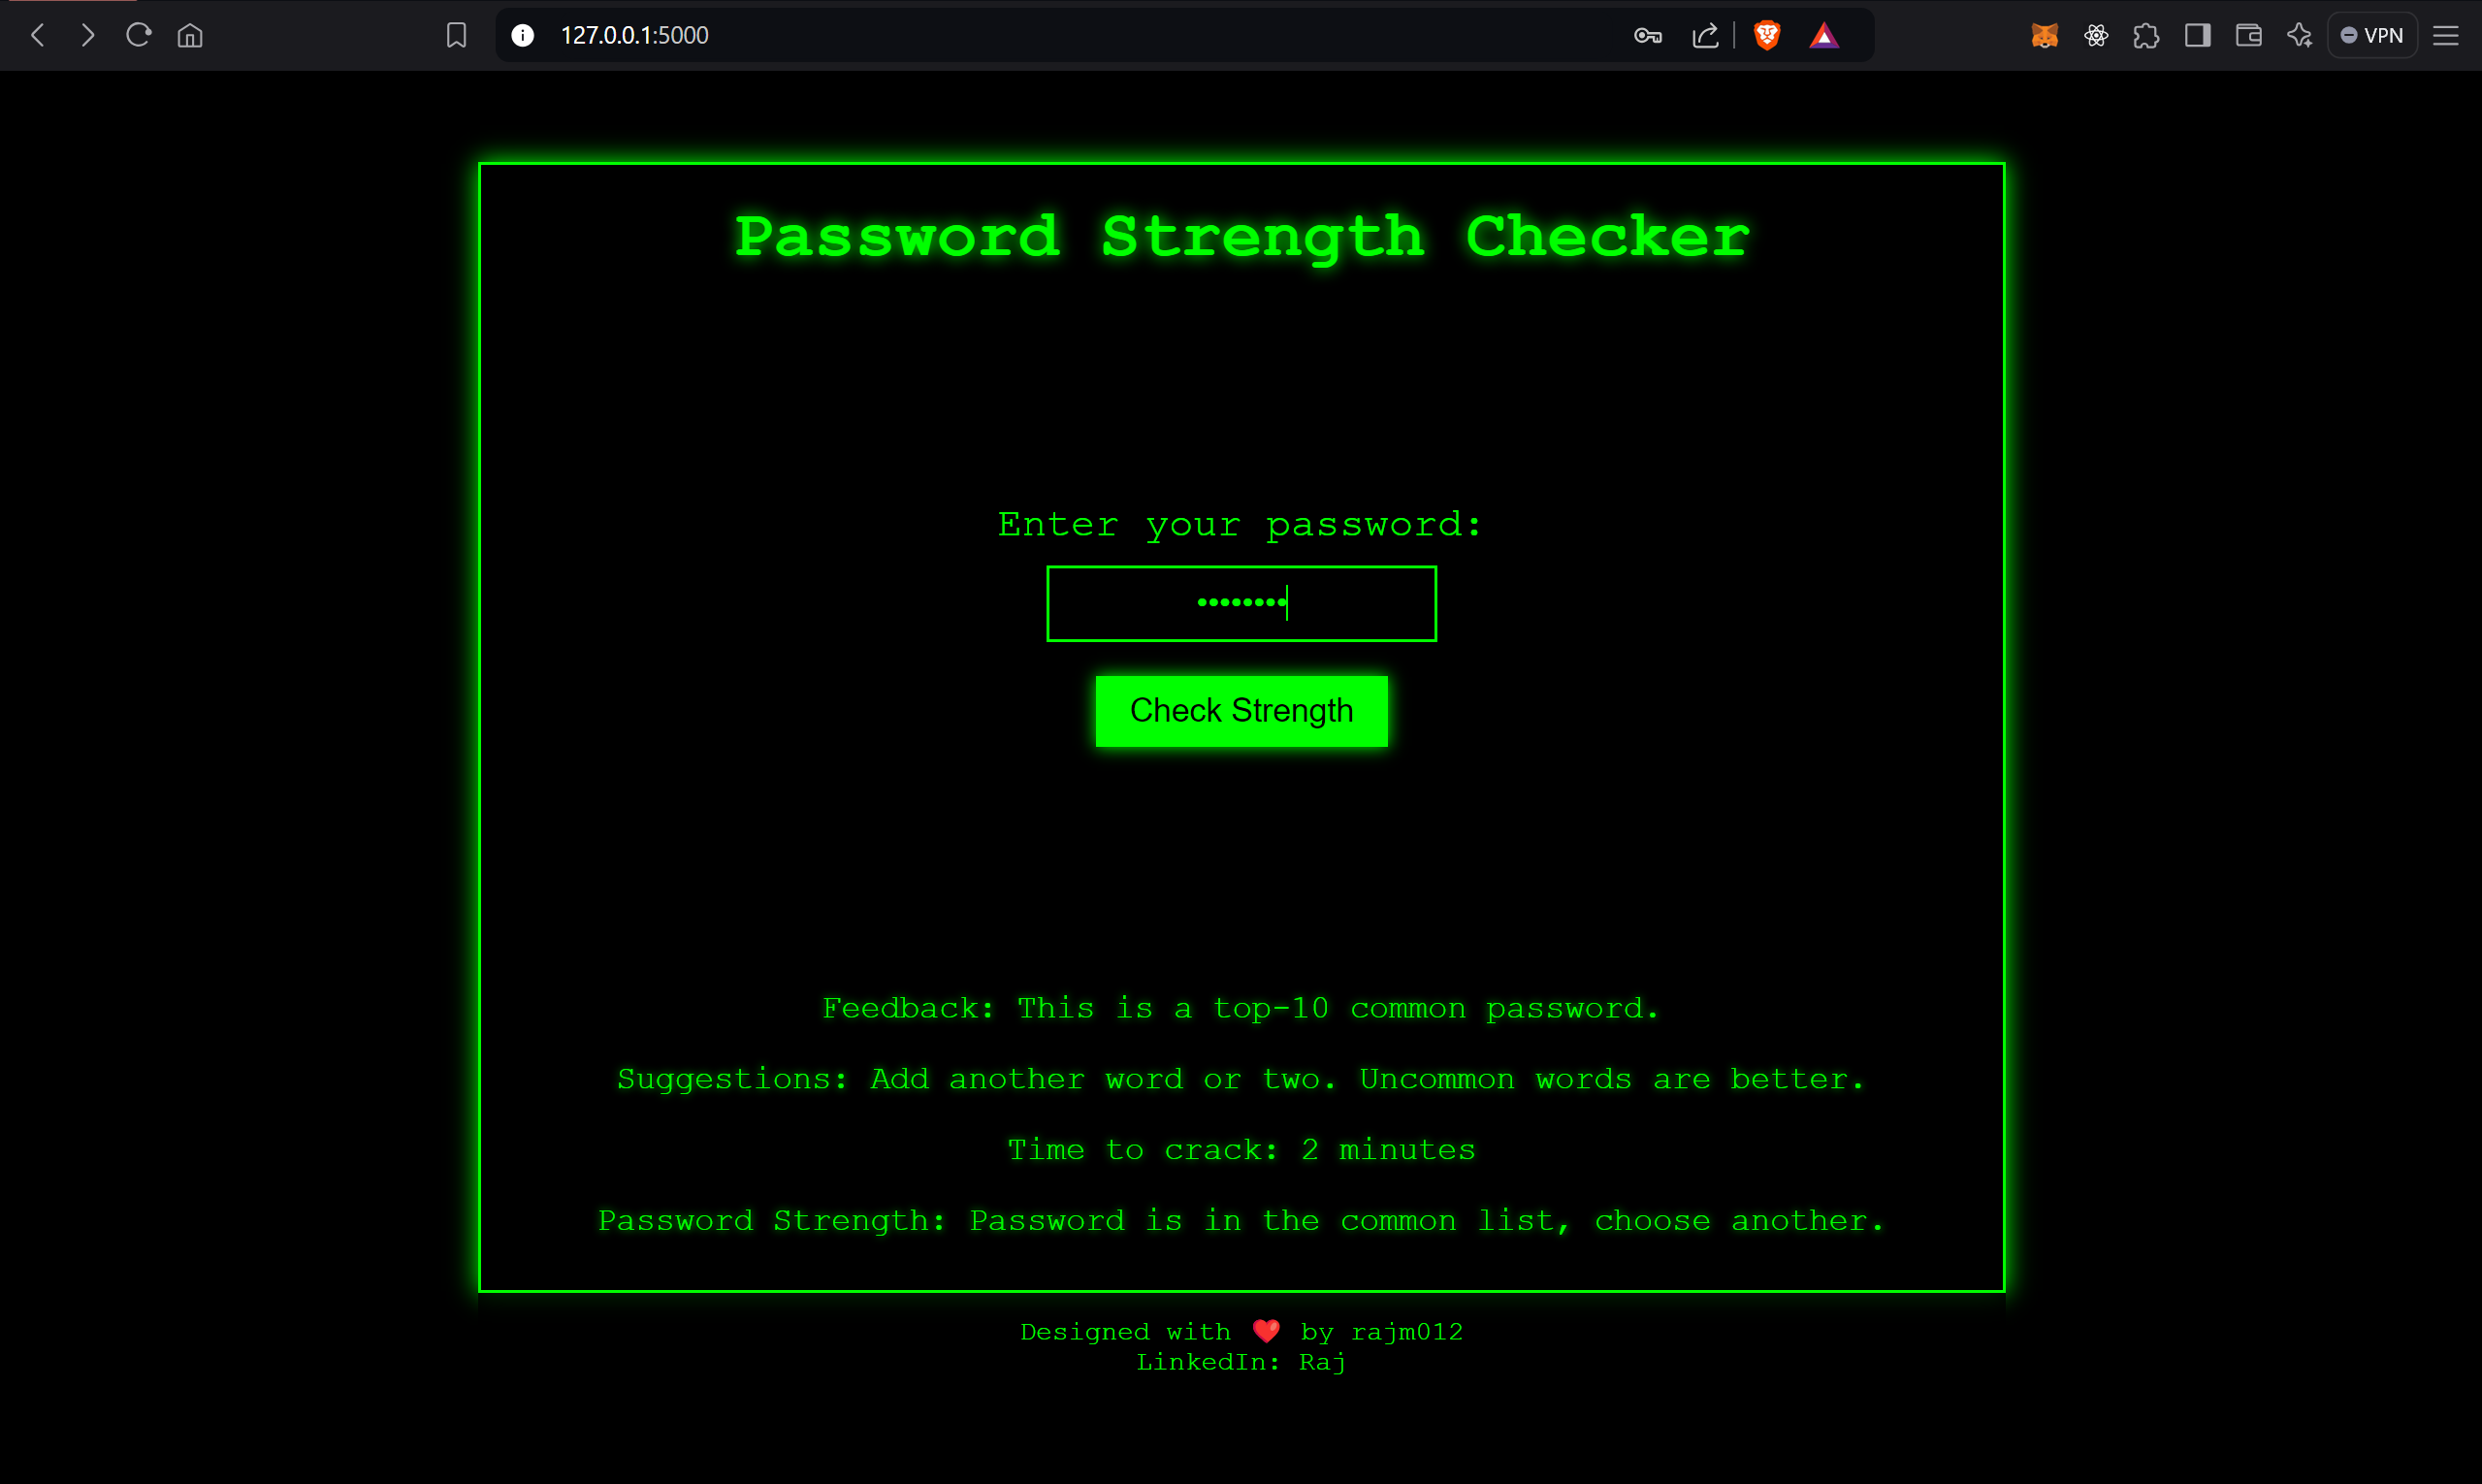 127.0.0.1:5000
VPN
Password Strength Checker
Enter your password:
••••••••
Check Strength
Feedback: This is a top-10 common password.
Suggestions: Add another word or two. Uncommon words are better.
Time to crack: 2 minutes
Password Strength: Password is in the common list, choose another.
Designed with ❤️ by rajm012
LinkedIn: Raj